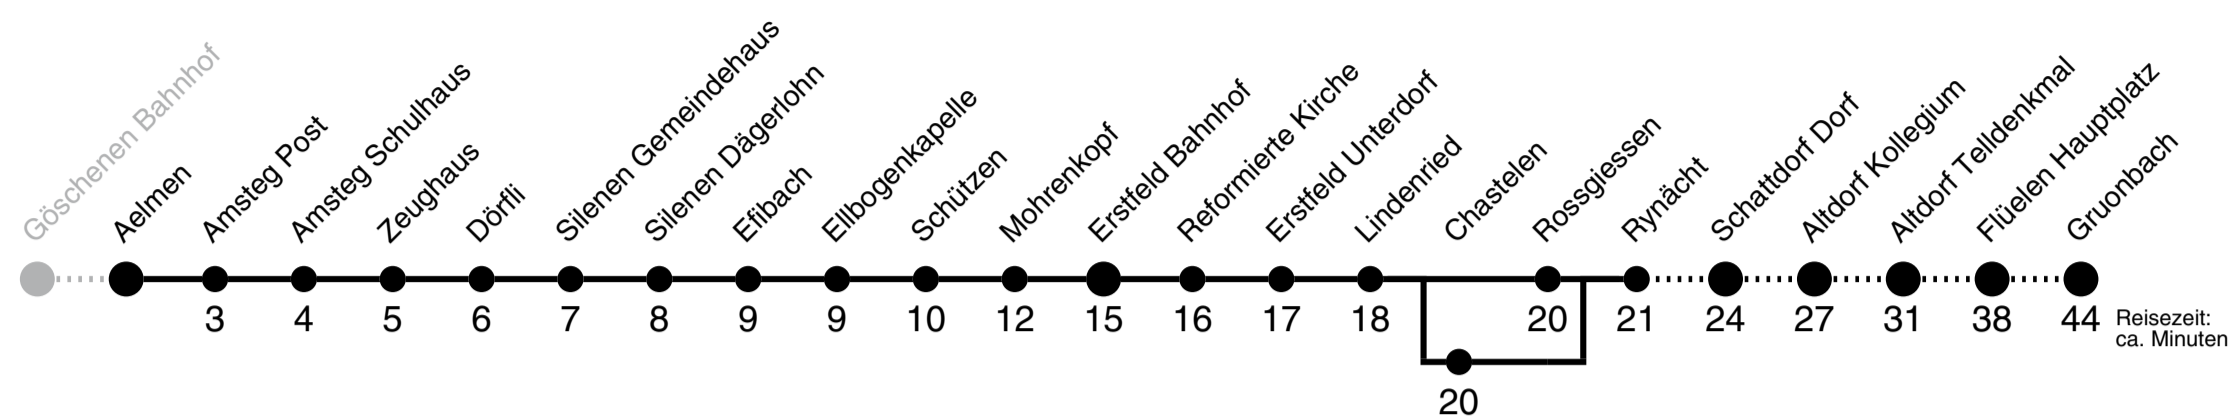 Göschenen Bahnhof
Aelmen
Amsteg Post
Amsteg Schulhaus
Zeughaus
Dörfli
Silenen Gemeindehaus
Silenen Dägerlohn
Efibach
Ellbogenkapelle
Schützen
Mohrenkopf
Erstfeld Bahnhof
Reformierte Kirche
Erstfeld Unterdorf
Lindenried
Chastelen
Rossgiessen
Rynächt
Schattdorf Dorf
Altdorf Kollegium
Altdorf Telldenkmal
Flüelen Hauptplatz
Gruonbach
3 4 5 6 7 8 9 9 10 12 15 16 17 18 20 21 24 27 31 38 44
Reisezeit:
ca. Minuten
20